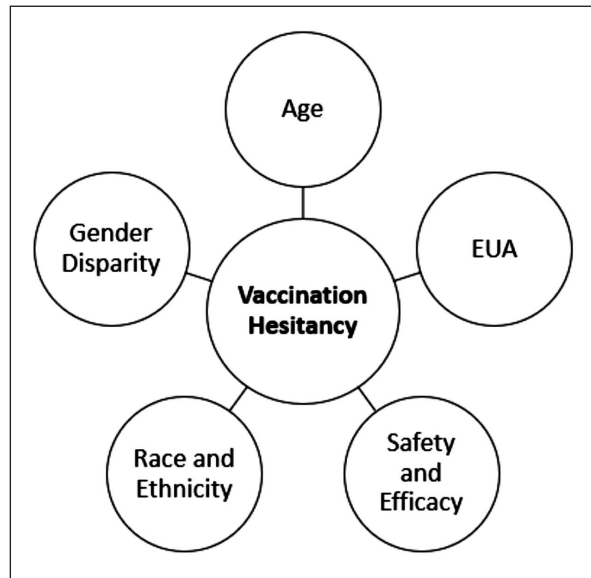 Age
Gender
Disparity
EUA
Vaccination
Hesitancy
Race and
Ethnicity
Safety
and
Efficacy